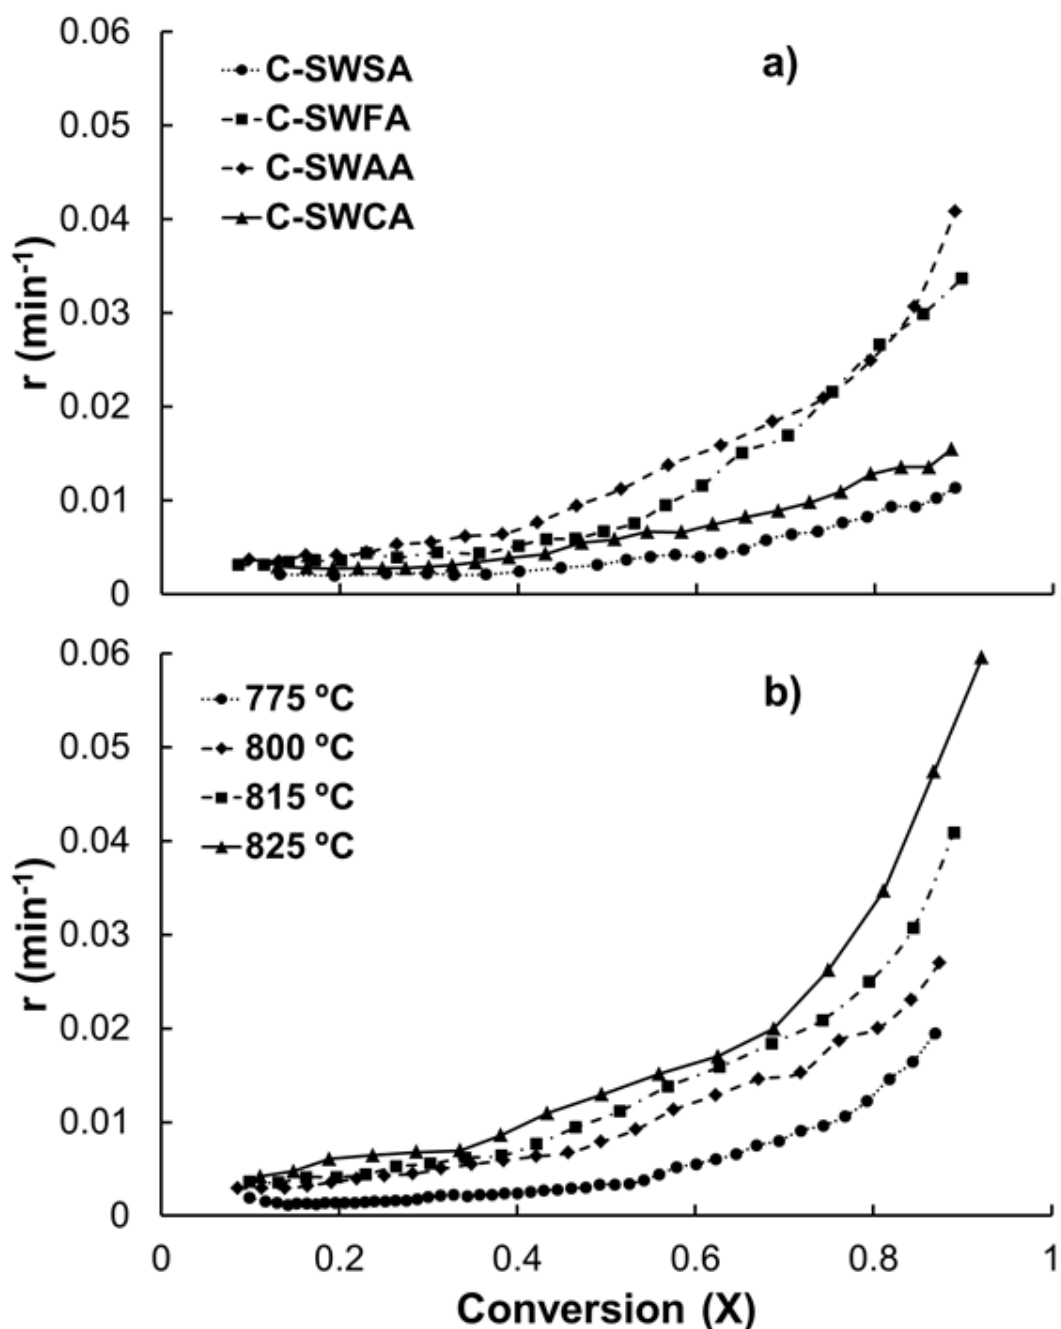 0.06
0.05
0.04
0.03
0.02
0.01
0
r (min-1)
C-SWSA
C-SWFA
C-SWAA
C-SWCA
a)
0.06
0.05
0.04
0.03
0.02
0.01
0
r (min-1)
775 ºC
800 ºC
815 ºC
825 ºC
b)
0 0.2 0.4 0.6 0.8 1
Conversion (X)